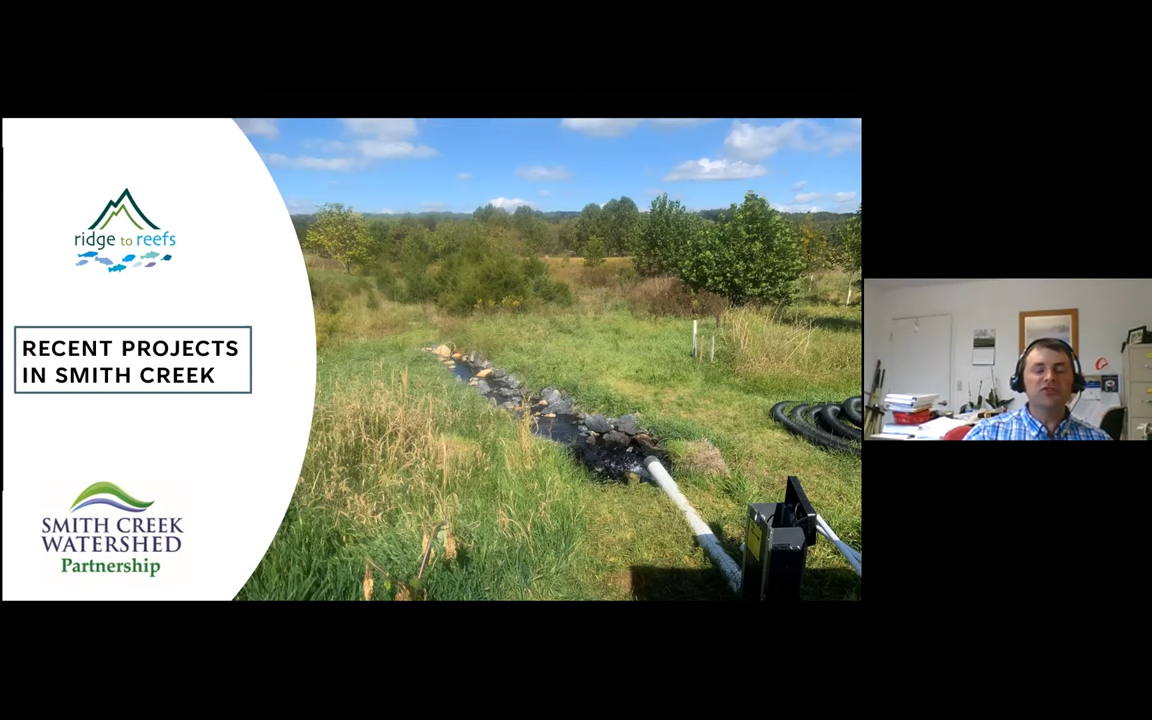 ridge to reefs
RECENT PROJECTS
IN SMITH CREEK
SMITH CREEK
WATERSHED
Partnership